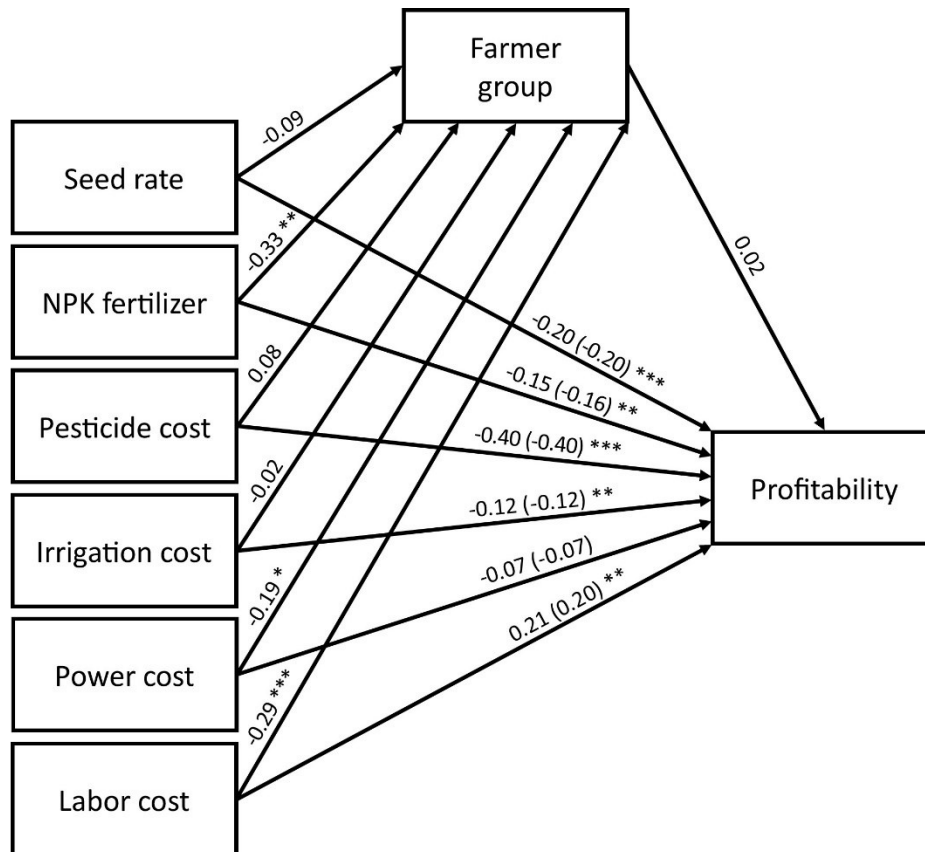 Farmer
group
Seed rate
NPK fertilizer
Pesticide cost
Irrigation cost
Power cost
Labor cost
-0.09
-0.33 **
0.08
-0.02
-0.19 *
-0.29 ***
-0.20 (-0.20) ***
-0.15 (-0.16) **
-0.40 (-0.40) ***
-0.12 (-0.12) **
-0.07 (-0.07)
0.21 (0.20) **
0.02
Profitability